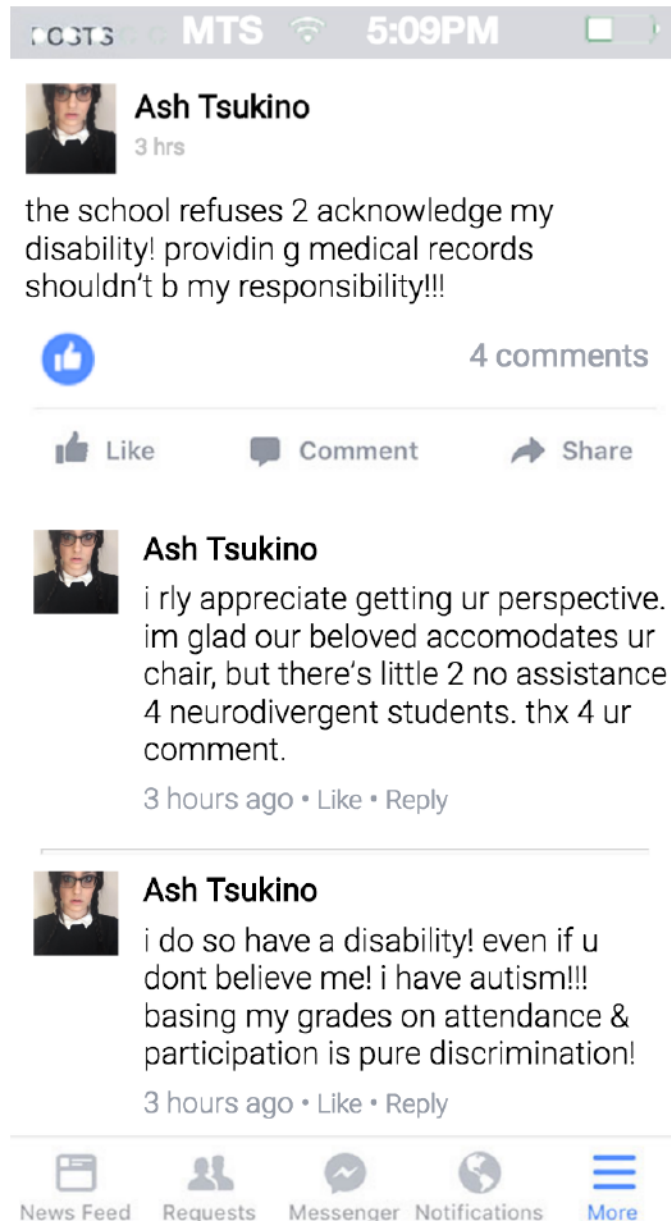 POSTS MTS 5:09PM
Ash Tsukino
3 hrs
the school refuses 2 acknowledge my
disability! providin g medical records
shouldn't b my responsibility!!!
4 comments
Like Comment Share
Ash Tsukino
i rly appreciate getting ur perspective.
im glad our beloved accomodates ur
chair, but there's little 2 no assistance
4 neurodivergent students. thx 4 ur
comment.
3 hours ago • Like • Reply
Ash Tsukino
i do so have a disability! even if u
dont believe me! i have autism!!!
basing my grades on attendance &
participation is pure discrimination!
3 hours ago • Like • Reply
News Feed Requests Messenger Notifications More